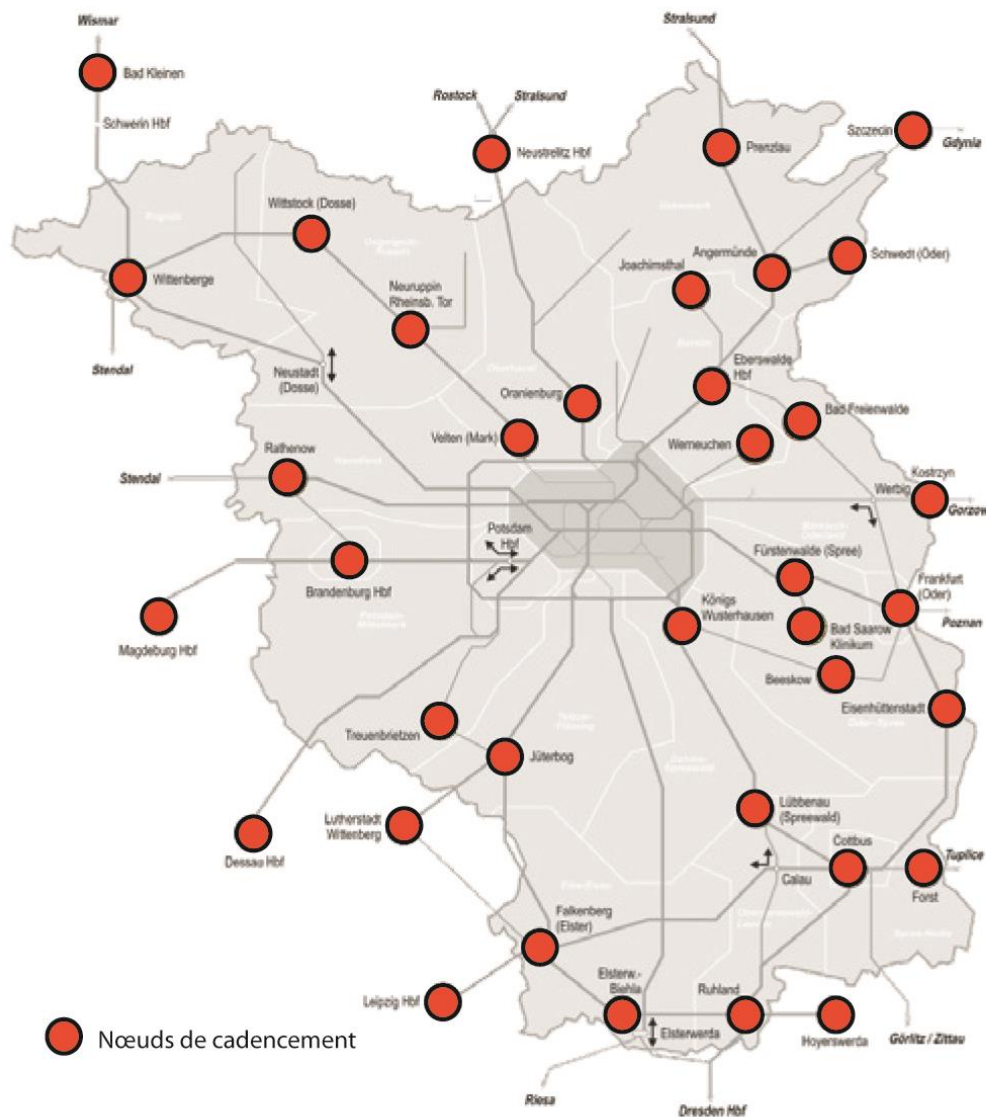 Wismar
Stralsund
Bad Kleinen
Rostock
Stralsund
Schwerin Hbf
Szczecin
Gdynia
Neustrelitz Hbf
Prenzlau
Wittstock (Dosse)
Angermünde
Schwedt (Oder)
Joachimsthal
Wittenberge
Neuruppin
Rheinsb. Tor
Stendal
Neustadt
(Dosse)
Eberswalde
Hbf
Oranienburg
Bad Freienwalde
Velten (Mark)
Werneuchen
Rathenow
Stendal
Kostrzyn
Werbig
Gorzow
Potsdam
Hbf
Fürstenwalde (Spree)
Brandenburg Hbf
Frankfurt
(Oder)
Königs
Wusterhausen
Poznan
Bad Saarow
Klinikum
Magdeburg Hbf
Beeskow
Eisenhüttenstadt
Treuenbrietzen
Jüterbog
Lübbenau
(Spreewald)
Lutherstadt
Wittenberg
Dessau Hbf
Cottbus
Tuplice
Calau
Forst
Falkenberg
(Elster)
Elsterw.-
Biehla
Ruhland
Leipzig Hbf
Elsterwerda
Hoyerswerda
Görlitz / Zittau
Nœuds de cadencement
Riesa
Dresden Hbf